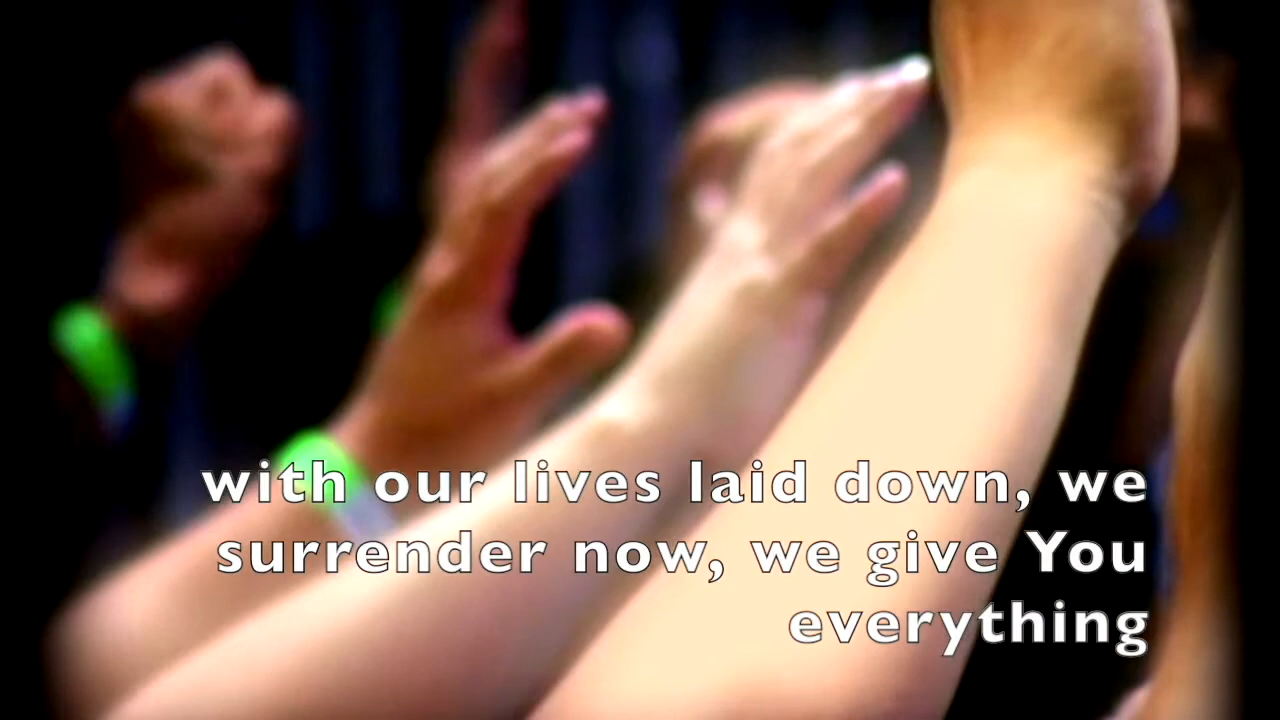 with our lives laid down, we
surrender now, we give You
everything